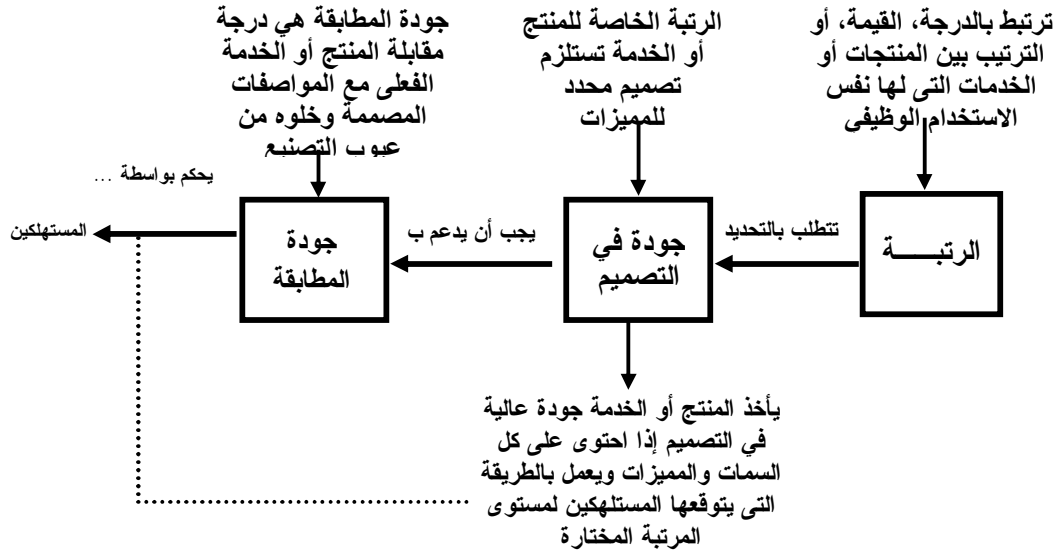 ترتبط بالدرجة، القيمة، أو
الترتيب بين المنتجات أو
الخدمات التى لها نفس
الاستخدام الوظيفى
الرتبة الخاصة للمنتج
أو الخدمة تستلزم
تصميم محدد
للمميزات
جودة المطابقة هي درجة
مقابلة المنتج أو الخدمة
الفعلى مع المواصفات
المصممة وخلوه من
عيوب التصنيع
الرتبــــــة
تتطلب بالتحديد
جودة في
التصميم
يجب أن يدعم ب
جودة
المطابقة
يحكم بواسطة ...
المستهلكين
يأخذ المنتج أو الخدمة جودة عالية
في التصميم إذا احتوى على كل
السمات والمميزات ويعمل بالطريقة
التى يتوقعها المستلهكين لمستوى
المرتبة المختارة